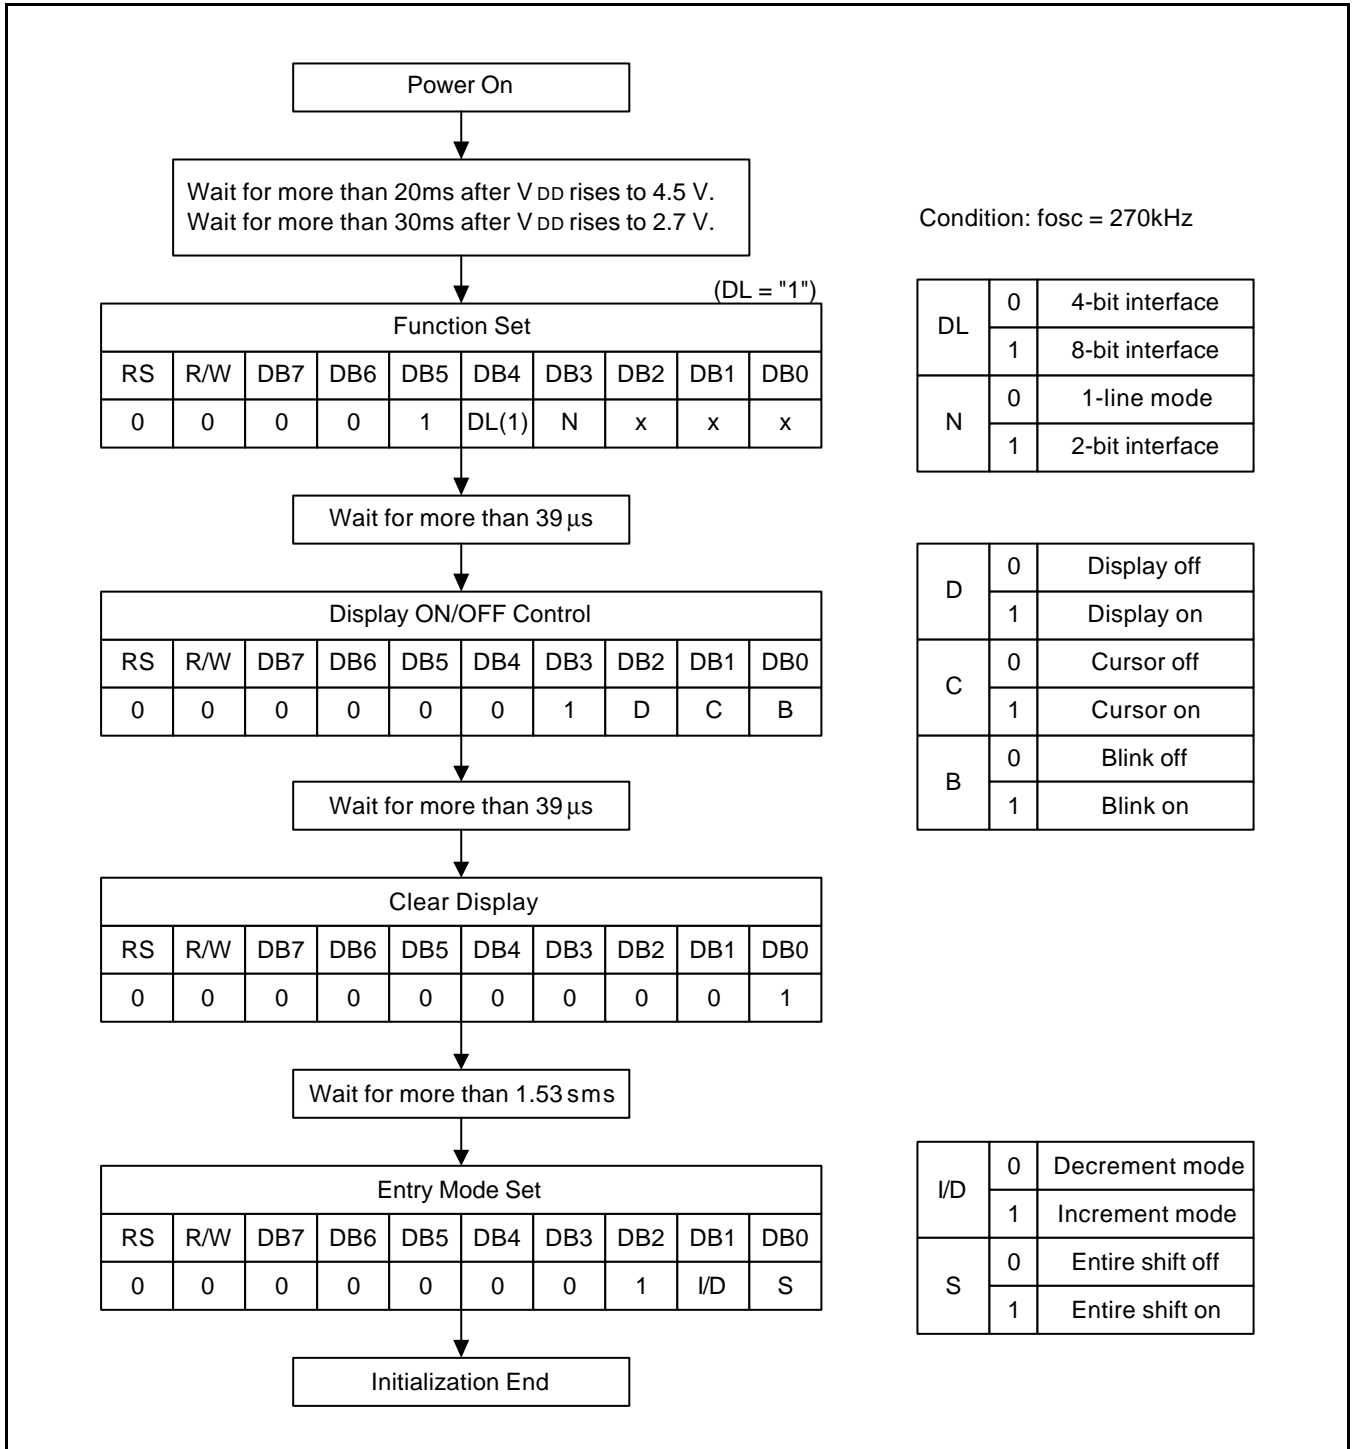 Power On
Wait for more than 20ms after VDD rises to 4.5 V.
Wait for more than 30ms after VDD rises to 2.7 V.
Condition: fosc = 270kHz
(DL = "1")
Function Set
RS R/W DB7 DB6 DB5 DB4 DB3 DB2 DB1 DB0
0 0 0 0 1 DL(1) N x x x
DL 0 4-bit interface
1 8-bit interface
N 0 1-line mode
1 2-bit interface
Wait for more than 39 μs
Display ON/OFF Control
RS R/W DB7 DB6 DB5 DB4 DB3 DB2 DB1 DB0
0 0 0 0 0 0 1 D C B
D 0 Display off
1 Display on
C 0 Cursor off
1 Cursor on
B 0 Blink off
1 Blink on
Wait for more than 39 μs
Clear Display
RS R/W DB7 DB6 DB5 DB4 DB3 DB2 DB1 DB0
0 0 0 0 0 0 0 0 0 1
Wait for more than 1.53 sms
Entry Mode Set
RS R/W DB7 DB6 DB5 DB4 DB3 DB2 DB1 DB0
0 0 0 0 0 0 0 1 I/D S
I/D 0 Decrement mode
1 Increment mode
S 0 Entire shift off
1 Entire shift on
Initialization End